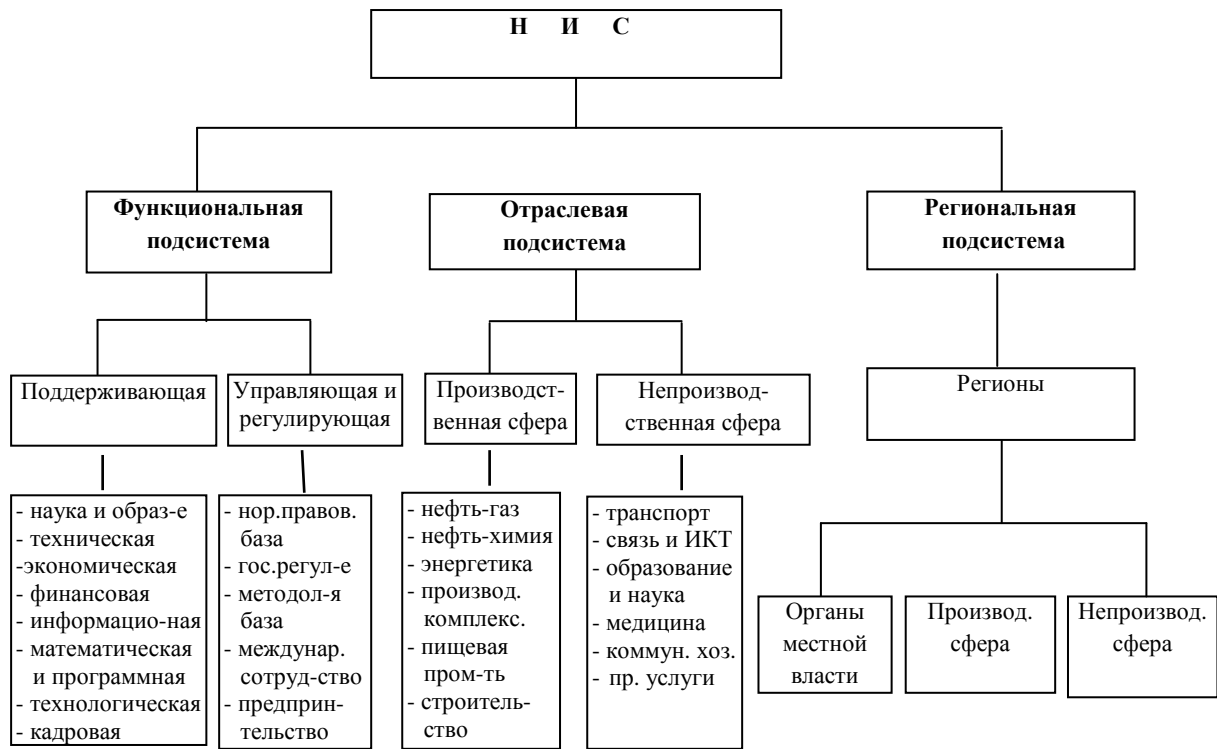 Н И С
Функциональная
подсистема
Отраслевая
подсистема
Региональная
подсистема
Поддерживающая
Управляющая и
регулирующая
Производст-
венная сфера
Непроизвод-
ственная сфера
Регионы
- наука и образ-е
- техническая
-экономическая
- финансовая
- информацио-ная
- математическая
и программная
- технологическая
- кадровая
- нор.правов.
база
- гос.регул-е
- методол-я
база
- междунар.
сотруд-ство
- предприн-
тельство
- нефть-газ
- нефть-химия
- энергетика
- производ.
комплекс.
- пищевая
пром-ть
- строитель-
ство
- транспорт
- связь и ИКТ
- образование
и наука
- медицина
- коммун. хоз.
- пр. услуги
Органы
местной
власти
Производ.
сфера
Непроизвод.
сфера